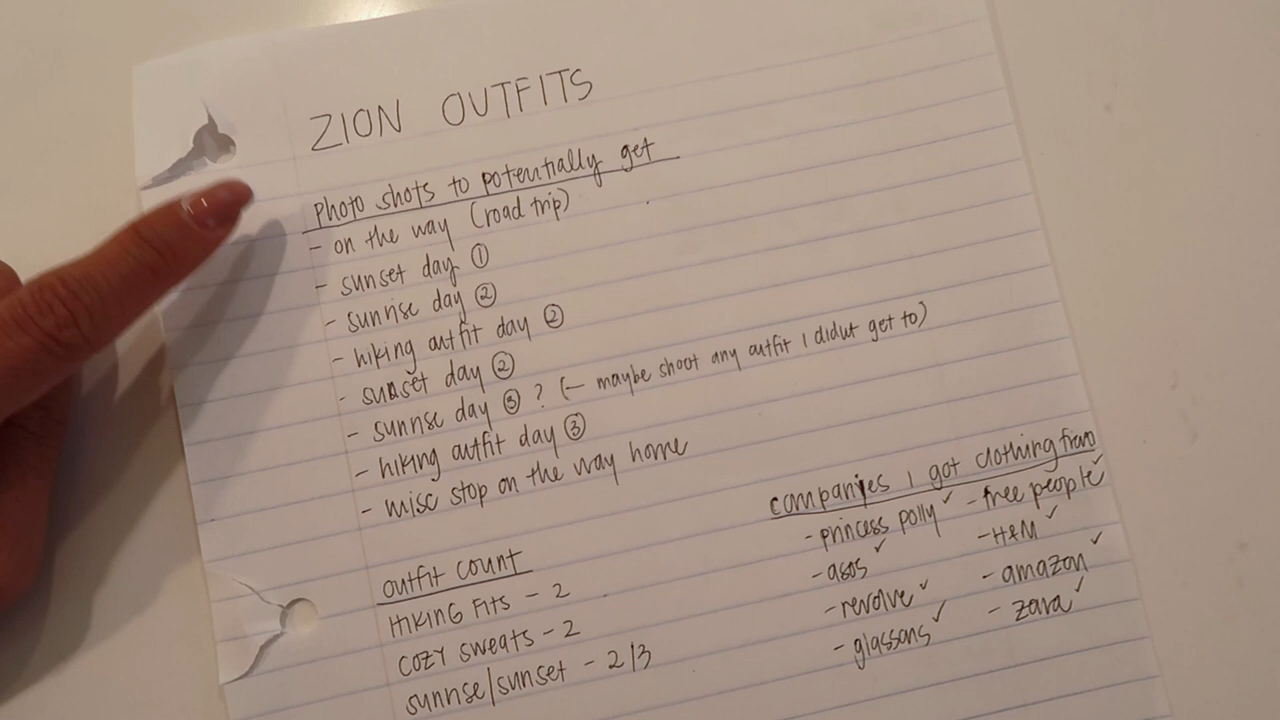 ZION OUTFITS
photo shots to potentially get
- on the way (road trip)
- sunset day ①
- sunrise day ②
- hiking outfit day ②
- sunset day ②
- sunrise day ③ ? (— maybe shoot any outfit I didnt get to)
- hiking outfit day ③
- misc stop on the way home
outfit count
HIKING FITS - 2
COZY SWEATS - 2
sunrise/sunset - 2/3
companies I got clothing from
- princess polly ✓
- asos ✓
- revolve ✓
- glassons ✓
- free people ✓
- H&M ✓
- amazon ✓
- zara ✓